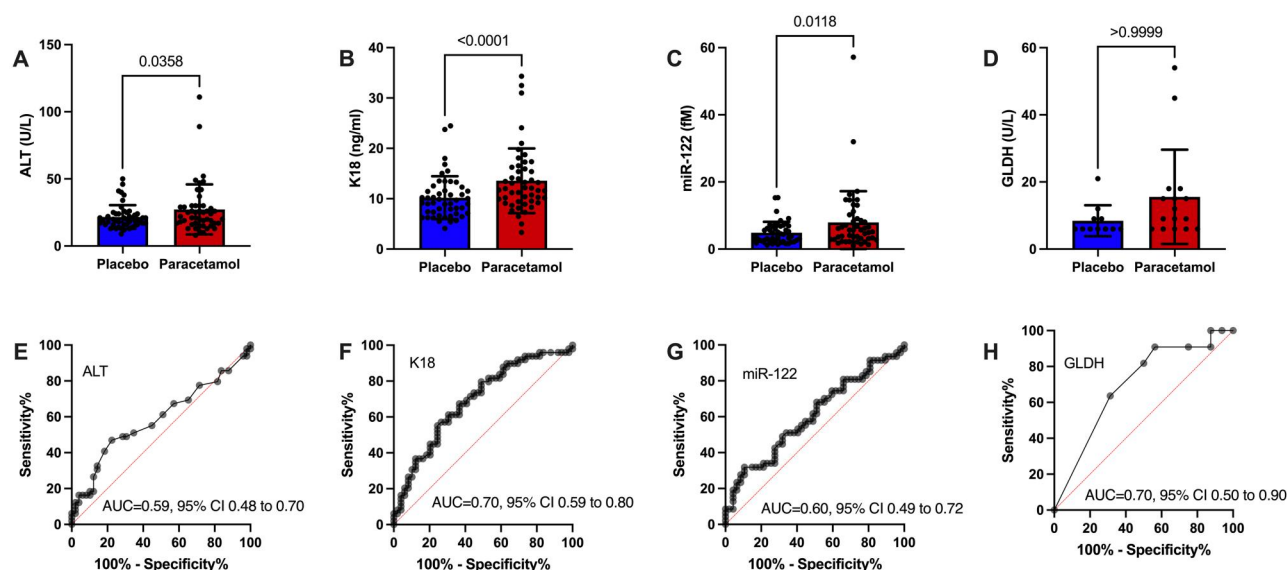 A
ALT (U/L)
150
100
50
0
0.0358
Placebo Paracetamol
B
K18 (ng/ml)
40
30
20
10
0
<0.0001
Placebo Paracetamol
C
miR-122 (fM)
60
40
20
0
0.0118
Placebo Paracetamol
D
GLDH (U/L)
60
40
20
0
>0.9999
Placebo Paracetamol
E
ALT
Sensitivity%
100
80
60
40
20
0
AUC=0.59, 95% CI 0.48 to 0.70
0 20 40 60 80 100
100% - Specificity%
F
K18
Sensitivity%
100
80
60
40
20
0
AUC=0.70, 95% CI 0.59 to 0.80
0 20 40 60 80 100
100% - Specificity%
G
miR-122
Sensitivity%
100
80
60
40
20
0
AUC=0.60, 95% CI 0.49 to 0.72
0 20 40 60 80 100
100% - Specificity%
H
GLDH
Sensitivity%
100
80
60
40
20
0
AUC=0.70, 95% CI 0.50 to 0.90
0 20 40 60 80 100
100% - Specificity%